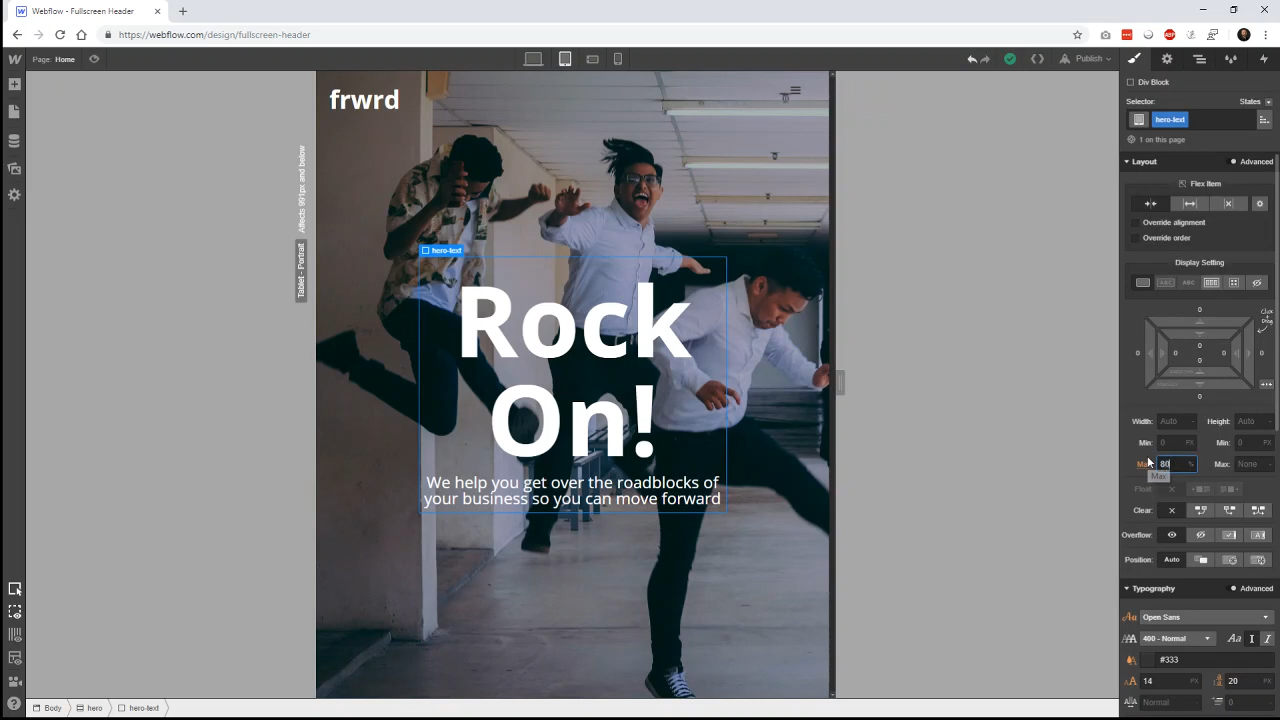 Webflow - Fullscreen Header
https://webflow.com/design/fullscreen-header
Page: Home
Publish
frwrd
Affects 991px and below
Tablet - Portrait
hero-text
Rock
On!
We help you get over the roadblocks of
your business so you can move forward
Div Block
Selector:
States
hero-text
1 on this page
Layout
Advanced
Flex Item
Override alignment
Override order
Display Setting
ABC
ABC
0
0
0
0
0
0
0
0
Click
+
Drag
Width:
Auto
-
Height:
Auto
-
Min:
0
PX
Min:
0
PX
80
%
Max:
None
-
Max
Float:
Clear:
Overflow:
Position:
Auto
Typography
Advanced
Open Sans
400 - Normal
#333
14
PX
20
PX
Normal
-
0
PX
Body
hero
hero-text